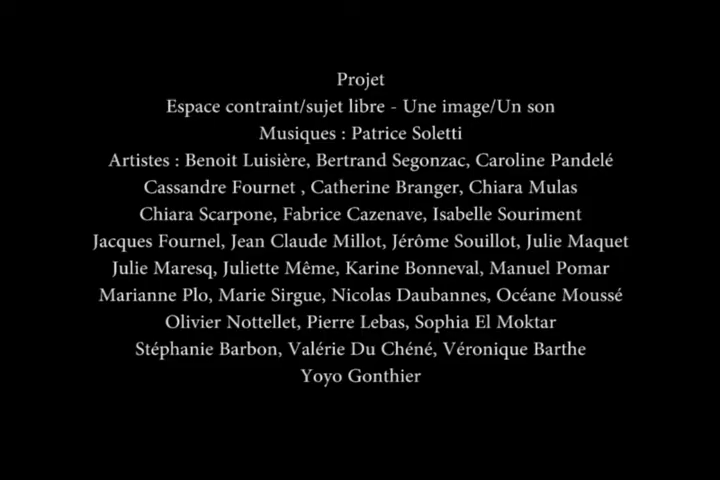 Projet
Espace contraint/sujet libre - Une image/Un son
Musiques : Patrice Soletti
Artistes : Benoit Luisière, Bertrand Segonzac, Caroline Pandelé
Cassandre Fournet , Catherine Branger, Chiara Mulas
Chiara Scarpone, Fabrice Cazenave, Isabelle Souriment
Jacques Fournel, Jean Claude Millot, Jérôme Souillot, Julie Maquet
Julie Maresq, Juliette Même, Karine Bonneval, Manuel Pomar
Marianne Plo, Marie Sirgue, Nicolas Daubannes, Océane Moussé
Olivier Nottellet, Pierre Lebas, Sophia El Moktar
Stéphanie Barbon, Valérie Du Chéné, Véronique Barthe
Yoyo Gonthier